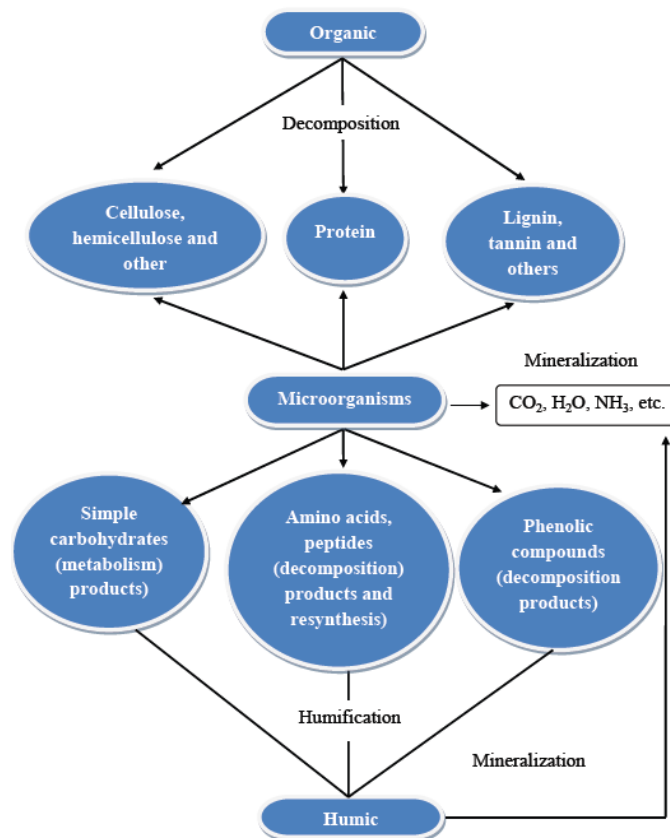 Organic
Decomposition
Cellulose,
hemicellulose and
other
Protein
Lignin,
tannin and
others
Mineralization
Microorganisms
CO₂, H₂O, NH₃, etc.
Simple
carbohydrates
(metabolism)
products)
Amino acids,
peptides
(decomposition)
products and
resynthesis)
Phenolic
compounds
(decomposition
products)
Humification
Mineralization
Humic